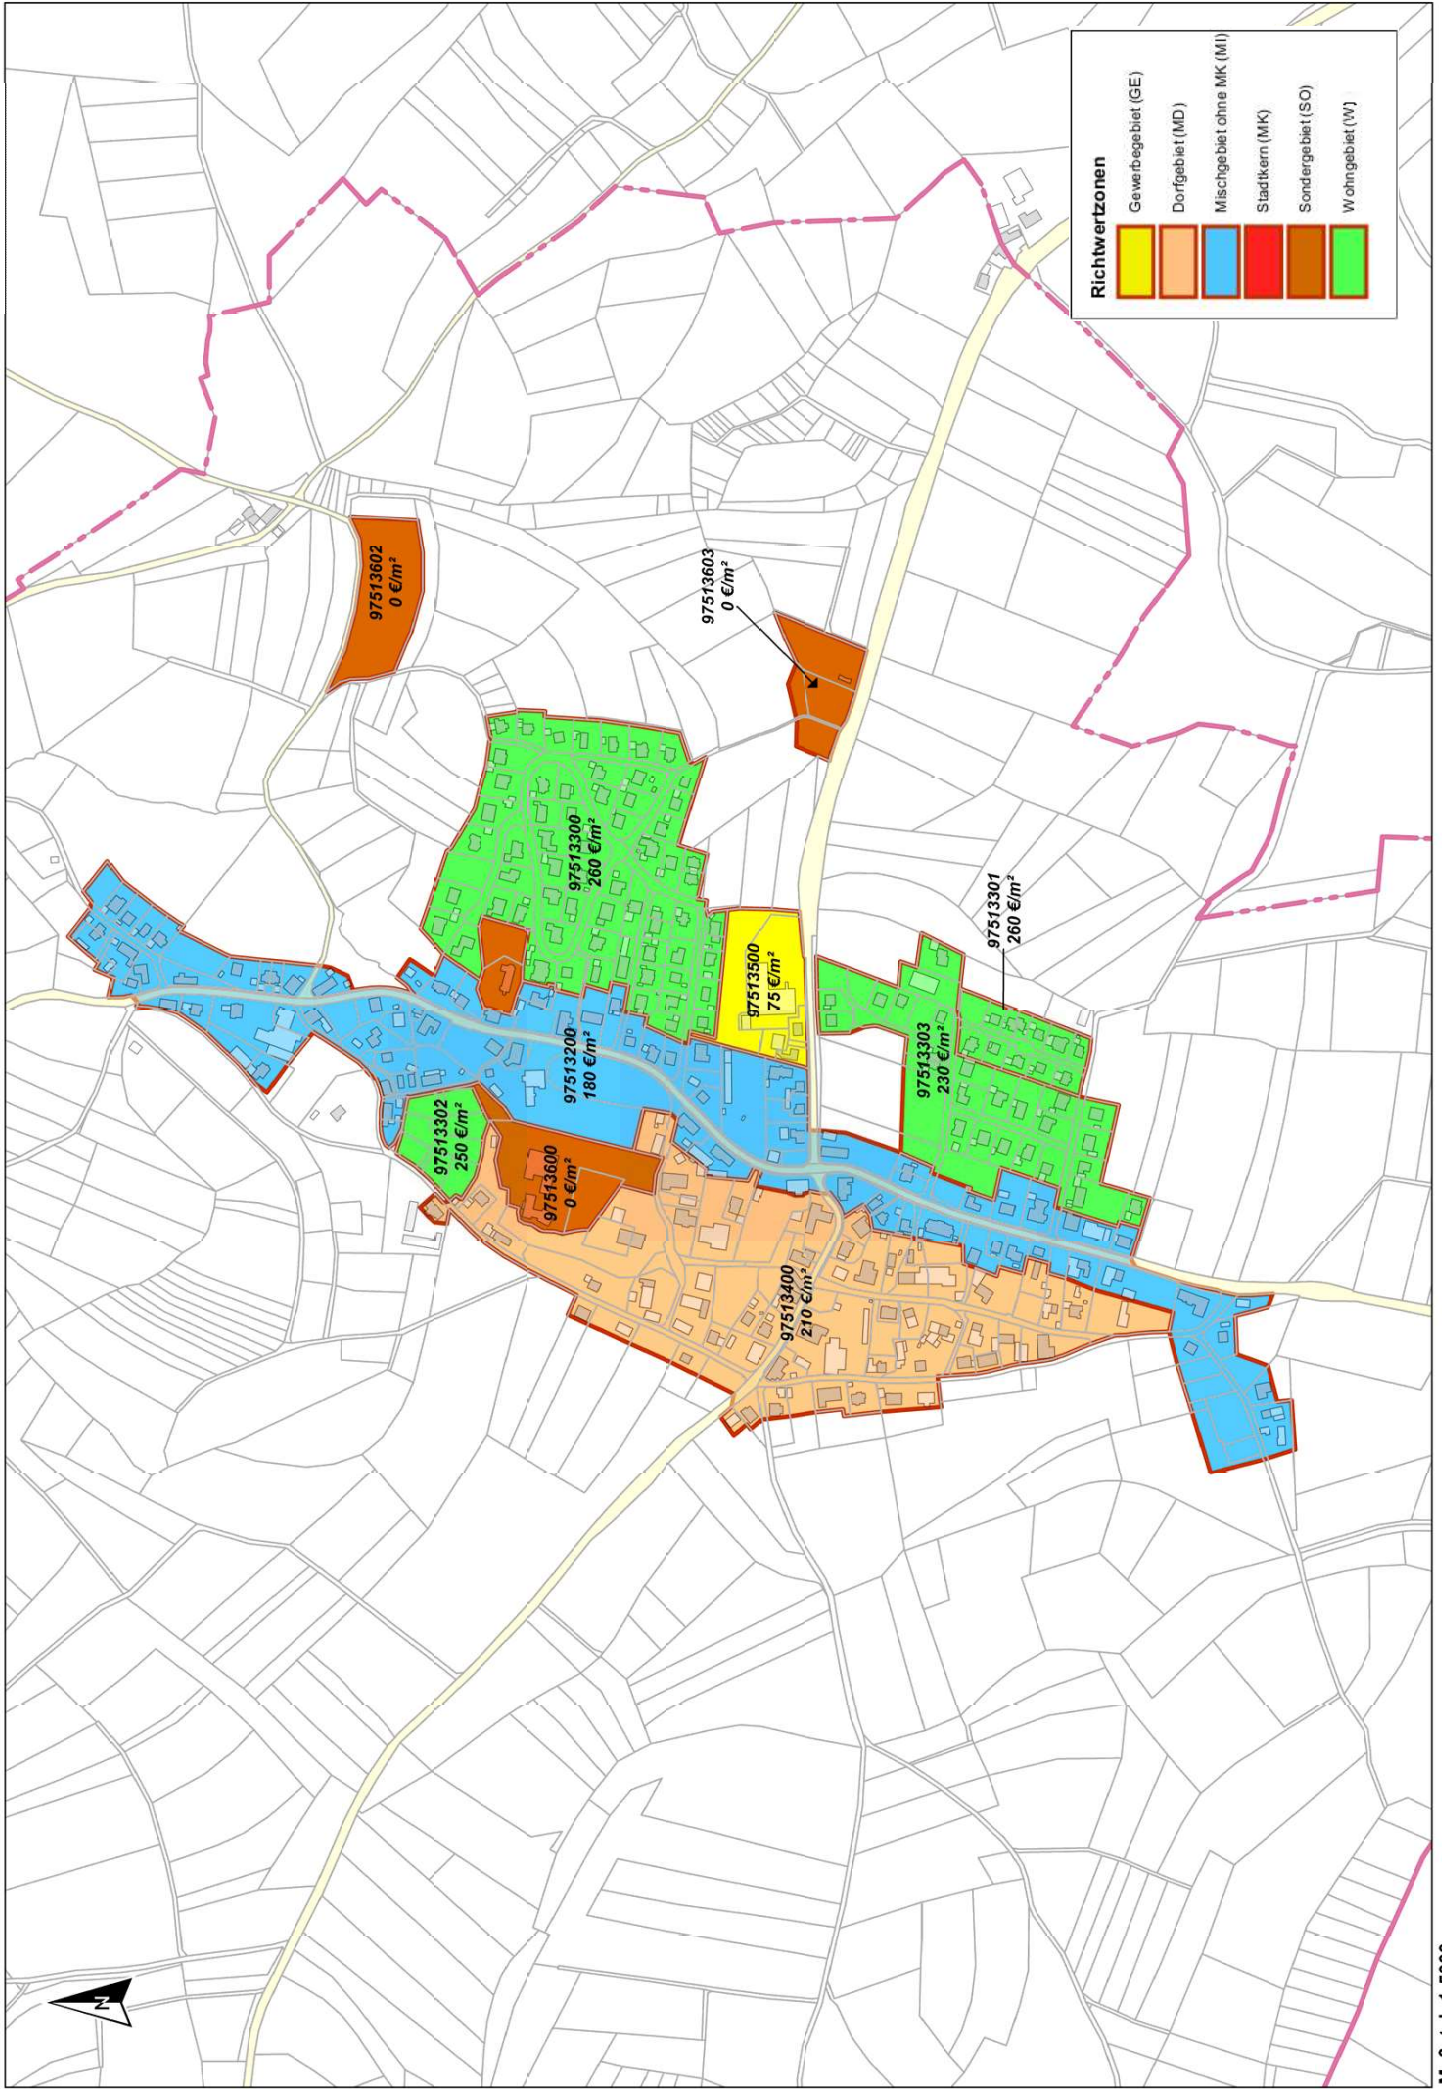 Richtwertzonen
Gewerbegebiet (GE)
Dorfgebiet (MD)
Mischgebiet ohne MK (MI)
Stadtkern (MK)
Sondergebiet (SO)
Wohngebiet (W)
97513602
0 €/m²
97513603
0 €/m²
97513300
260 €/m²
97513301
260 €/m²
97513500
75 €/m²
97513303
230 €/m²
97513200
180 €/m²
97513302
250 €/m²
97513600
0 €/m²
97513400
210 €/m²
N